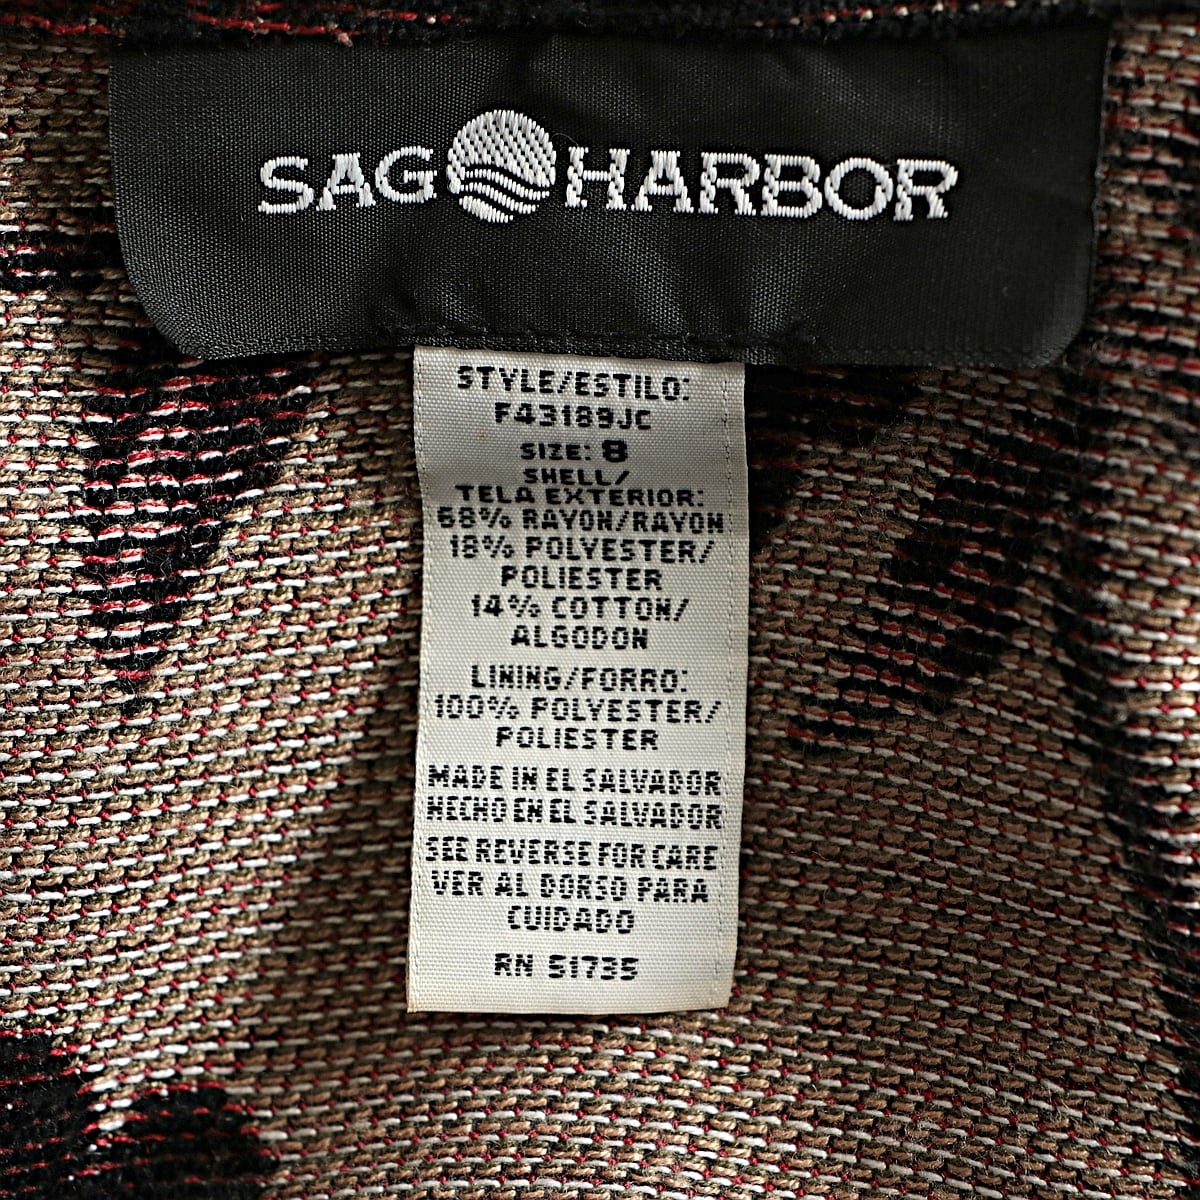 SAG HARBOR
STYLE/ESTILO:
F43189JC
SIZE: 8
SHELL/
TELA EXTERIOR:
68% RAYON/RAYON
18% POLYESTER/
POLIESTER
14% COTTON/
ALGODON
LINING/FORRO:
100% POLYESTER/
POLIESTER
MADE IN EL SALVADOR
HECHO EN EL SALVADOR
SEE REVERSE FOR CARE
VER AL DORSO PARA
CUIDADO
RN 51735